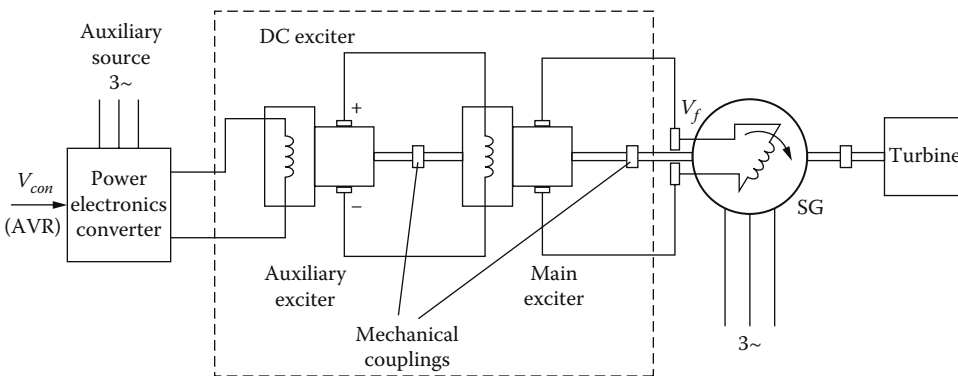 Auxiliary
source
3~
DC exciter
+
V_f
V_con
(AVR)
Power
electronics
converter
Turbine
−
SG
Auxiliary
exciter
Main
exciter
Mechanical
couplings
3~